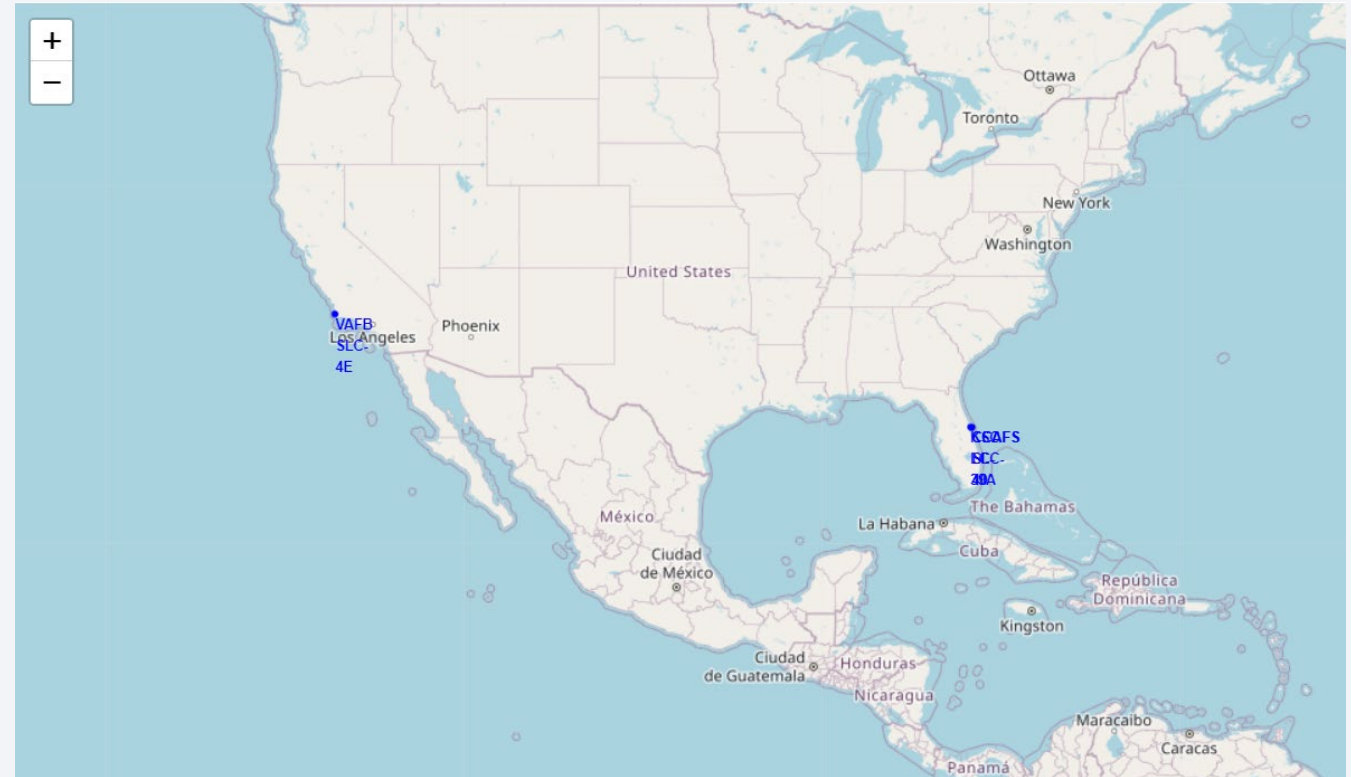 +
−
Ottawa
Toronto
New York
Washington
United States
VAFB
SLC-
4E
Los Angeles
Phoenix
The Bahamas
La Habana
México
Cuba
Ciudad
de México
República
Dominicana
Kingston
Ciudad
de Guatemala
Honduras
Nicaragua
Maracaibo
Caracas
Panamá